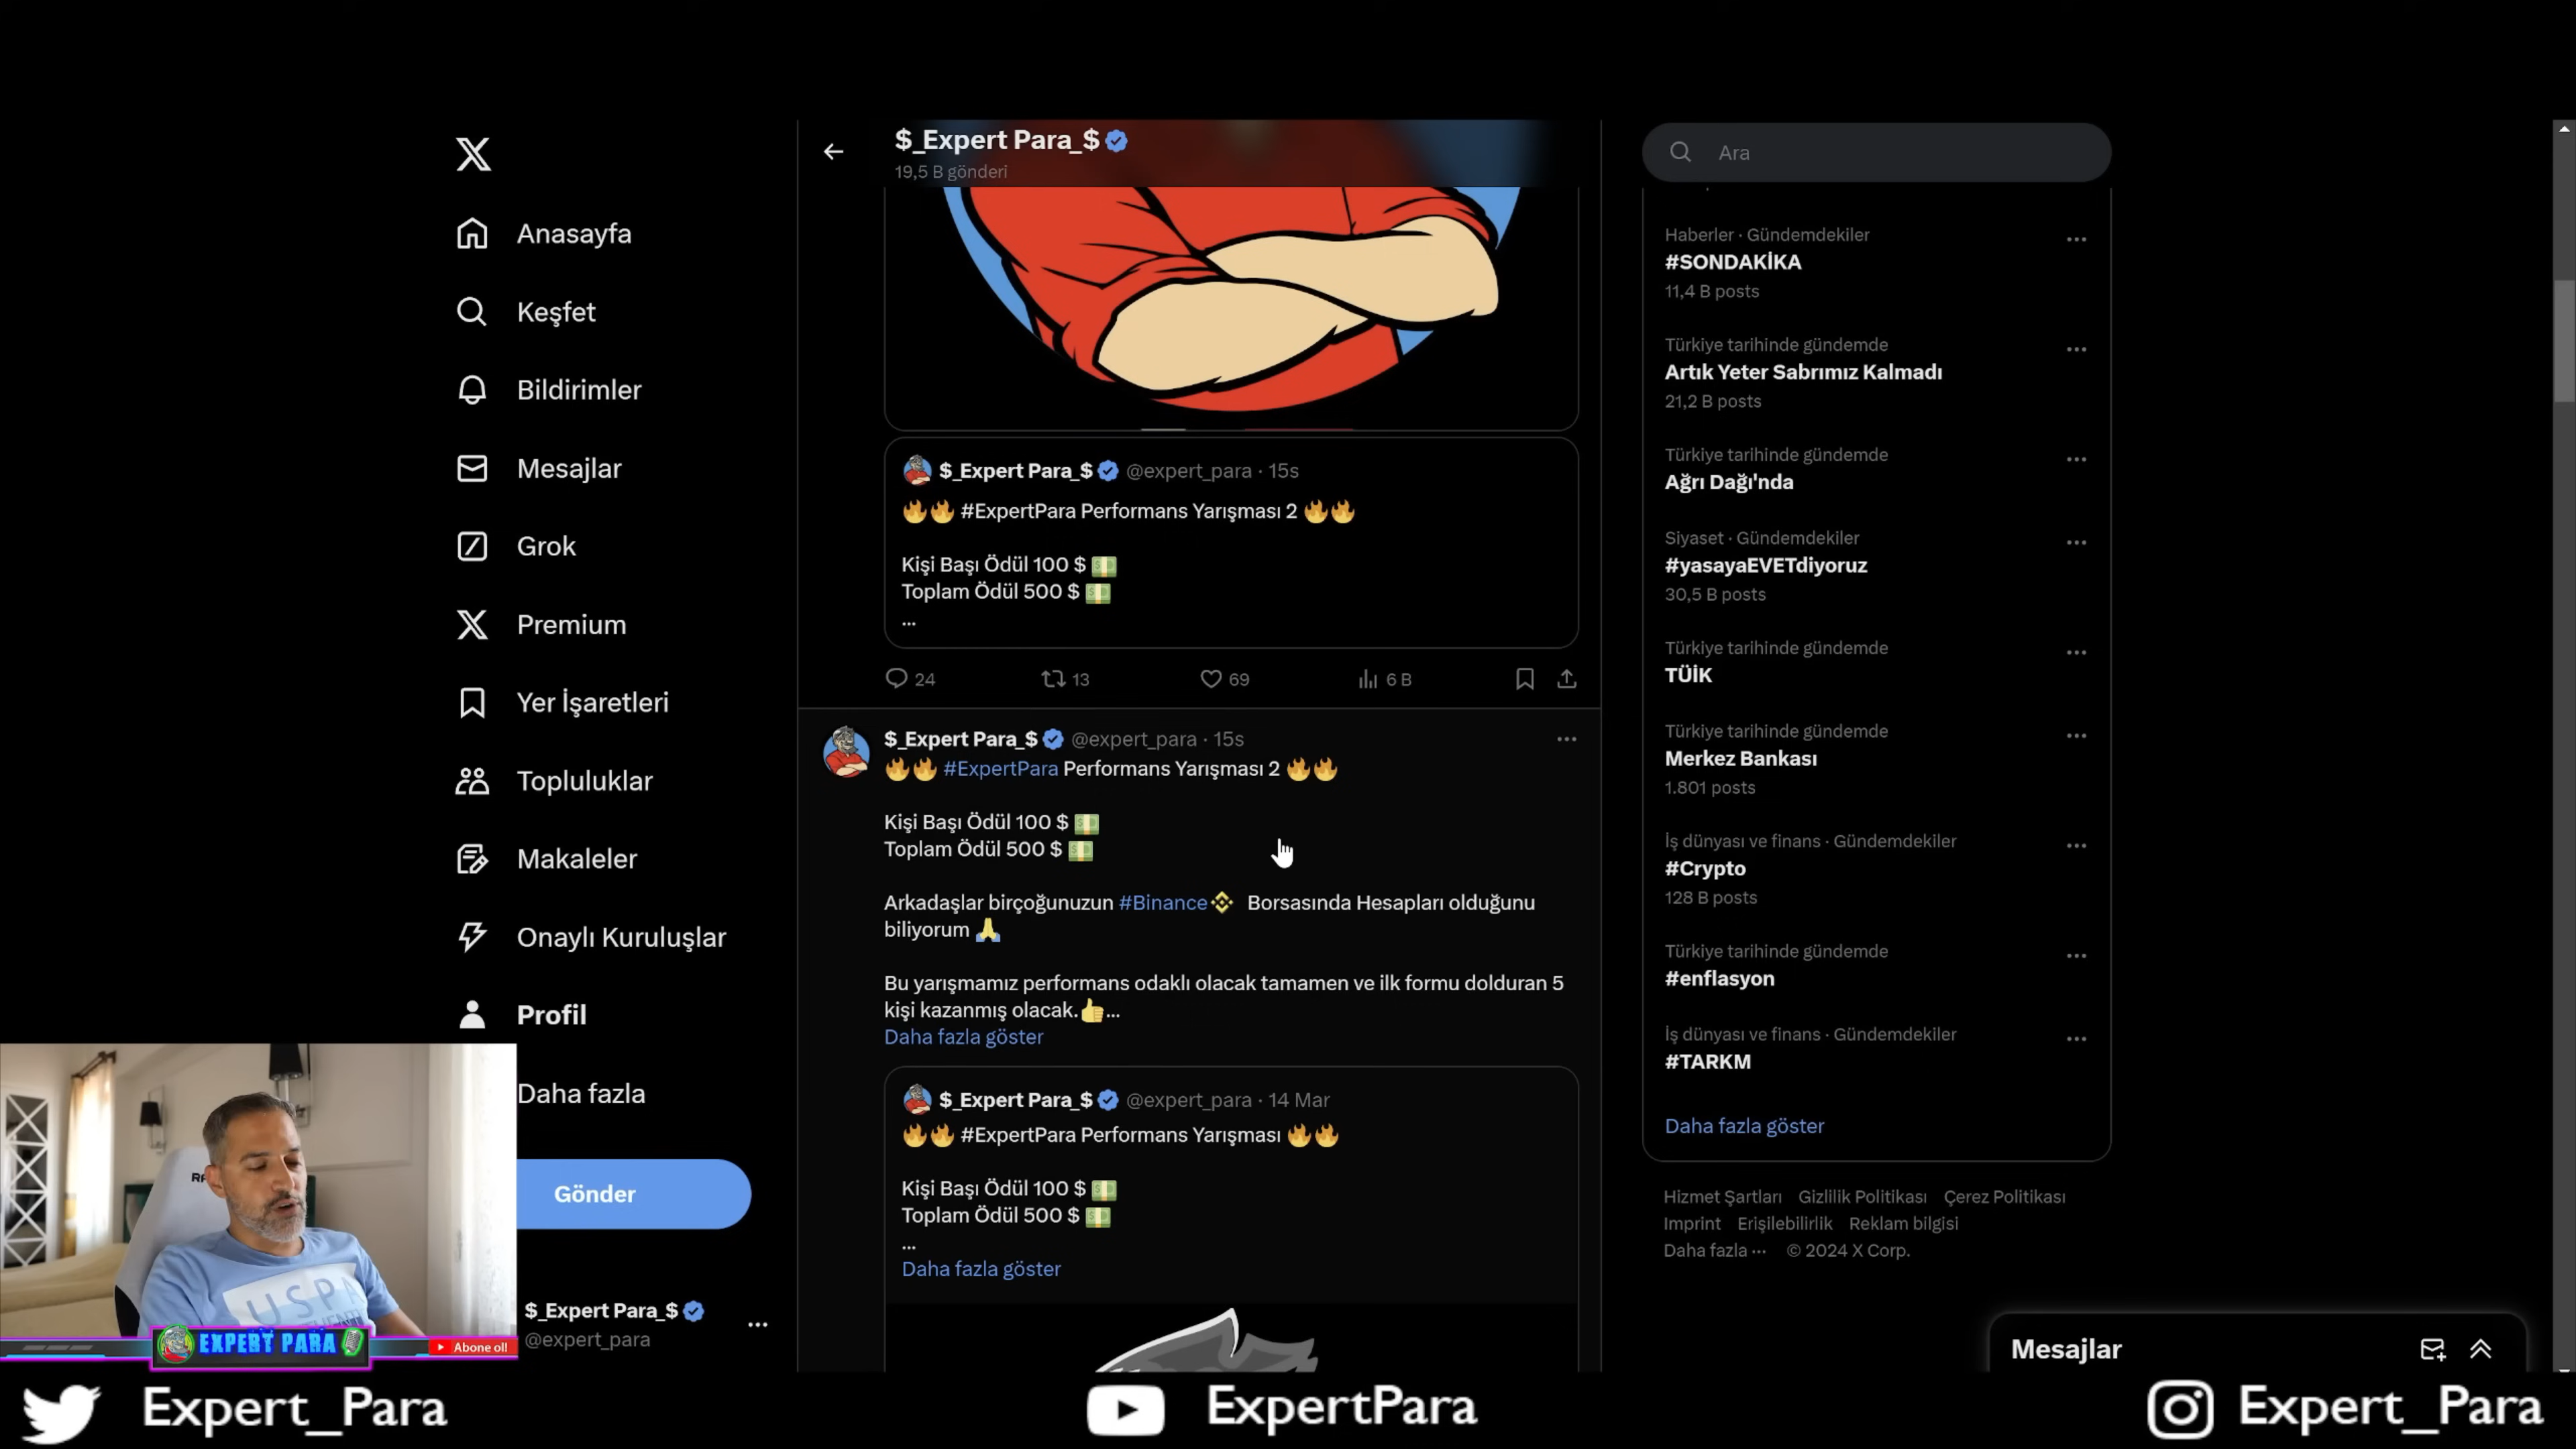 Anasayfa
Keşfet
Bildirimler
Mesajlar
Grok
Premium
Yer İşaretleri
Topluluklar
Makaleler
Onaylı Kuruluşlar
Profil
Daha fazla
Gönder
$_Expert Para_$
@expert_para
$_Expert Para_$
19,5 B gönderi
$_Expert Para_$ @expert_para · 15s
🔥🔥 #ExpertPara Performans Yarışması 2 🔥🔥
Kişi Başı Ödül 100 $ 💵
Toplam Ödül 500 $ 💵
...
24 13 69 6 B
$_Expert Para_$ @expert_para · 15s
🔥🔥 #ExpertPara Performans Yarışması 2 🔥🔥
Kişi Başı Ödül 100 $ 💵
Toplam Ödül 500 $ 💵
Arkadaşlar birçoğunuzun #Binance Borsasında Hesapları olduğunu
biliyorum 🙏
Bu yarışmamız performans odaklı olacak tamamen ve ilk formu dolduran 5
kişi kazanmış olacak.👍...
Daha fazla göster
$_Expert Para_$ @expert_para · 14 Mar
🔥🔥 #ExpertPara Performans Yarışması 🔥🔥
Kişi Başı Ödül 100 $ 💵
Toplam Ödül 500 $ 💵
...
Daha fazla göster
Ara
Haberler · Gündemdekiler
#SONDAKİKA
11,4 B posts
Türkiye tarihinde gündemde
Artık Yeter Sabrımız Kalmadı
21,2 B posts
Türkiye tarihinde gündemde
Ağrı Dağı'nda
Siyaset · Gündemdekiler
#yasayaEVETdiyoruz
30,5 B posts
Türkiye tarihinde gündemde
TÜİK
Türkiye tarihinde gündemde
Merkez Bankası
1.801 posts
İş dünyası ve finans · Gündemdekiler
#Crypto
128 B posts
Türkiye tarihinde gündemde
#enflasyon
İş dünyası ve finans · Gündemdekiler
#TARKM
Daha fazla göster
Hizmet Şartları Gizlilik Politikası Çerez Politikası
Imprint Erişilebilirlik Reklam bilgisi
Daha fazla ··· © 2024 X Corp.
Mesajlar
USPA
EXPERT PARA
Abone ol!
Expert_Para
ExpertPara
Expert_Para